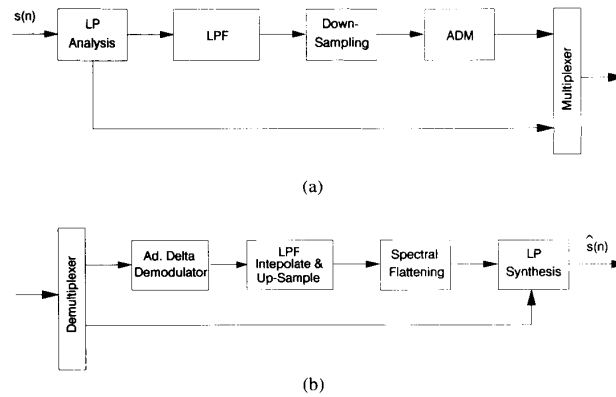 s(n)
LP
Analysis
LPF
Down-
Sampling
ADM
Multiplexer
(a)
Demultiplexer
Ad. Delta
Demodulator
LPF
Intepolate &
Up-Sample
Spectral
Flattening
LP
Synthesis
^s(n)
(b)